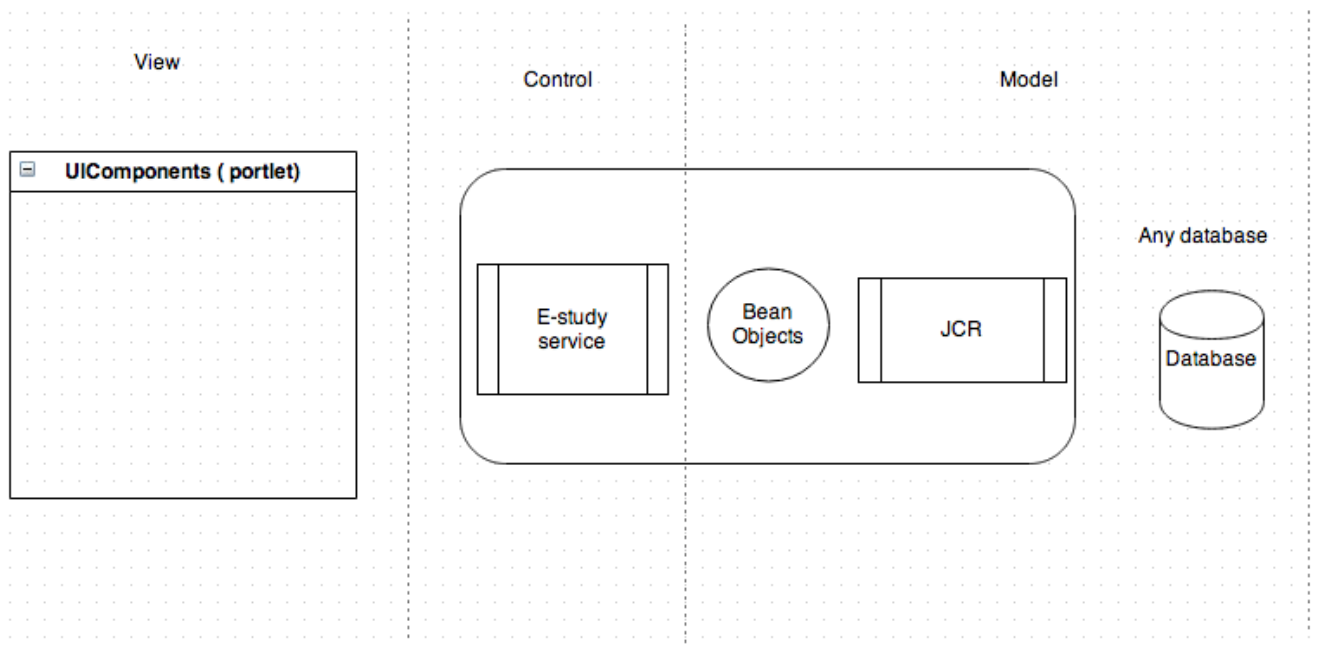 View
Control
Model
UIComponents ( portlet)
Any database
E-study
service
Bean
Objects
JCR
Database